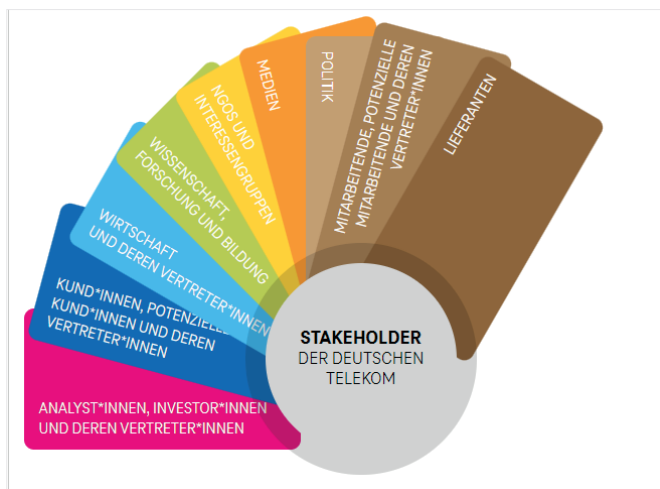 ANALYST*INNEN, INVESTOR*INNEN
UND DEREN VERTRETER*INNEN
KUND*INNEN, POTENZIELLE
KUND*INNEN UND DEREN
VERTRETER*INNEN
WIRTSCHAFT
UND DEREN VERTRETER*INNEN
WISSENSCHAFT,
FORSCHUNG UND BILDUNG
NGOS UND
INTERESSENGRUPPEN
MEDIEN
POLITIK
MITARBEITENDE, POTENZIELLE
MITARBEITENDE UND DEREN
VERTRETER*INNEN
LIEFERANTEN
STAKEHOLDER
DER DEUTSCHEN
TELEKOM